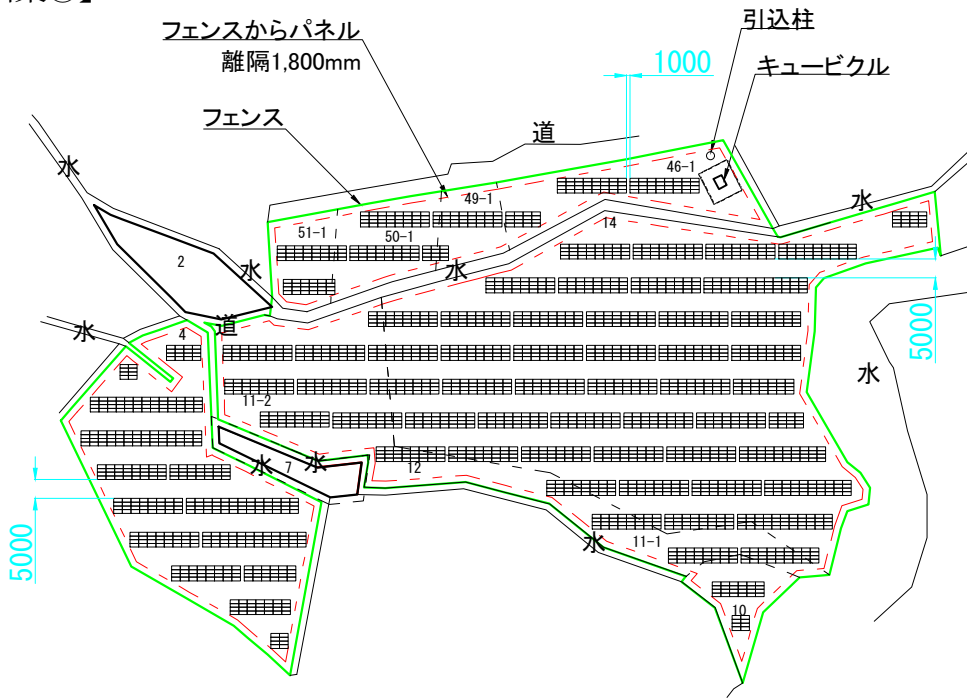 フェンスからパネル
離隔1,800mm
引込柱
1000
キュービクル
フェンス
道
水
46-1
49-1
水
51-1
50-1
14
2
水
水
5000
道
水
4
水
11-2
12
7
水
水
5000
水
11-1
10
水